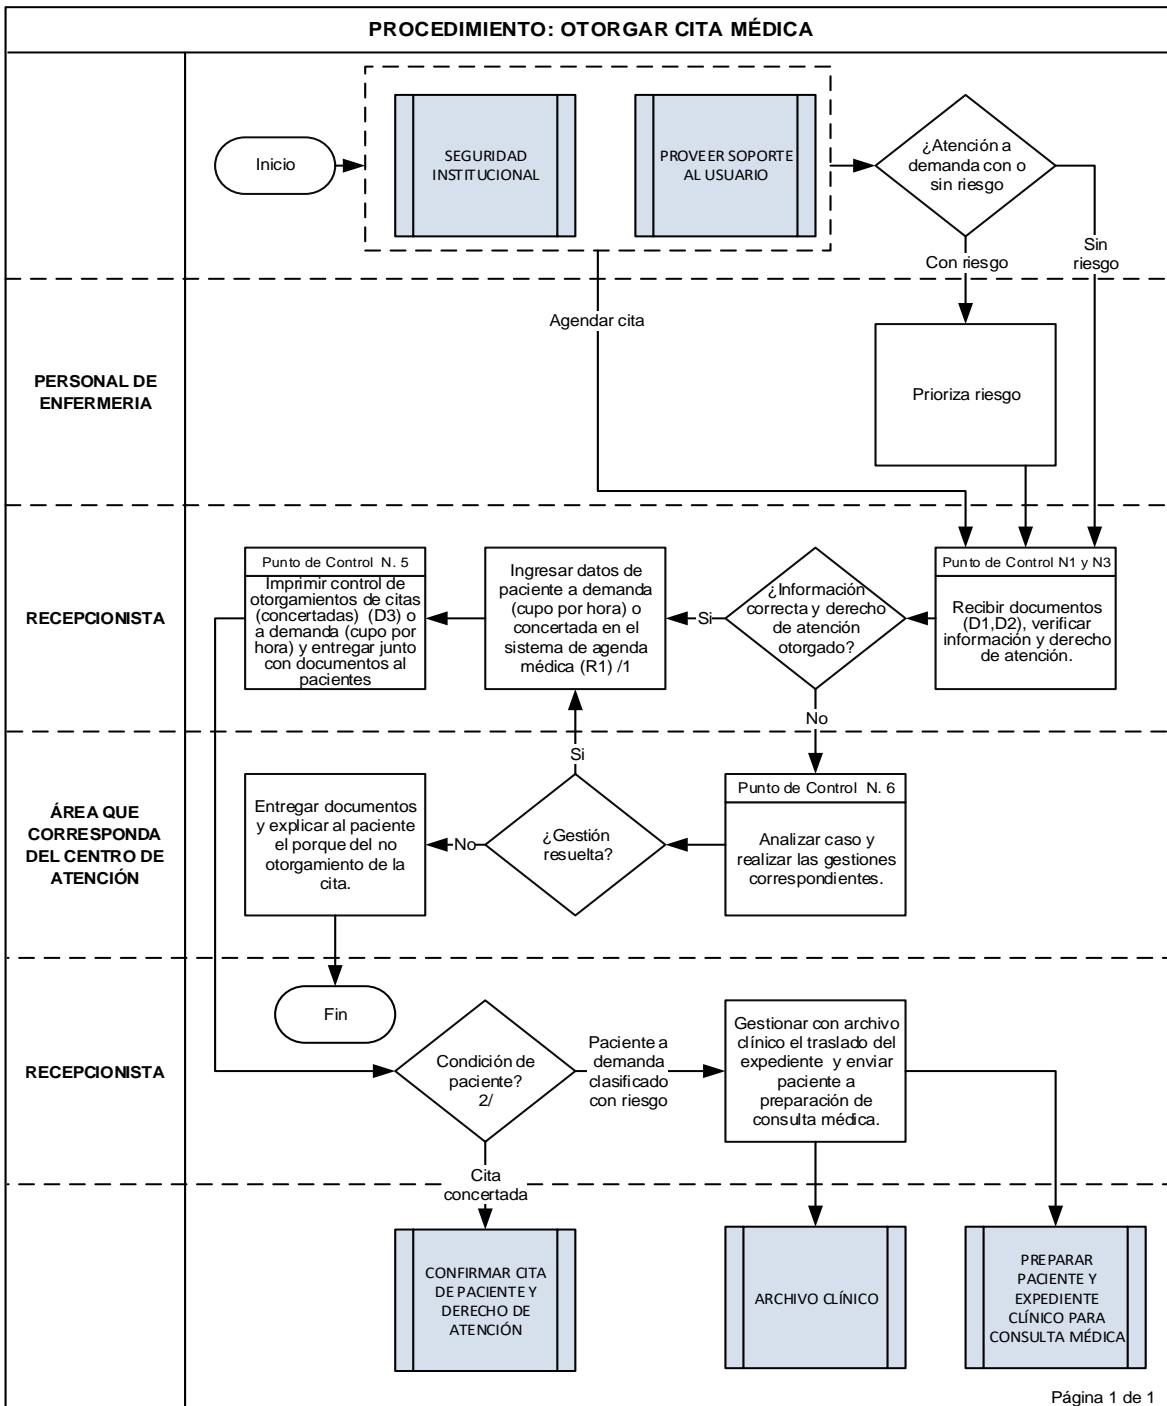 PROCEDIMIENTO: OTORGAR CITA MÉDICA
Inicio
SEGURIDAD
INSTITUCIONAL
PROVEER SOPORTE
AL USUARIO
¿Atención a
demanda con o
sin riesgo
Con riesgo
Sin
riesgo
Agendar cita
PERSONAL DE
ENFERMERIA
Prioriza riesgo
RECEPCIONISTA
Punto de Control N. 5
Imprimir control de
otorgamientos de citas
(concertadas) (D3) o
a demanda (cupo por
hora) y entregar junto
con documentos al
pacientes
Ingresar datos de
paciente a demanda
(cupo por hora) o
concertada en el
sistema de agenda
médica (R1) /1
Si
¿Información
correcta y derecho
de atención
otorgado?
Punto de Control N1 y N3
Recibir documentos
(D1,D2), verificar
información y derecho
de atención.
No
Si
ÁREA QUE
CORRESPONDA
DEL CENTRO DE
ATENCIÓN
Entregar documentos
y explicar al paciente
el porque del no
otorgamiento de la
cita.
No
¿Gestión
resuelta?
Punto de Control N. 6
Analizar caso y
realizar las gestiones
correspondientes.
Fin
RECEPCIONISTA
Condición de
paciente?
2/
Paciente a
demanda
clasificado
con riesgo
Gestionar con archivo
clínico el traslado del
expediente y enviar
paciente a
preparación de
consulta médica.
Cita
concertada
CONFIRMAR CITA
DE PACIENTE Y
DERECHO DE
ATENCIÓN
ARCHIVO CLÍNICO
PREPARAR
PACIENTE Y
EXPEDIENTE
CLÍNICO PARA
CONSULTA MÉDICA
Página 1 de 1